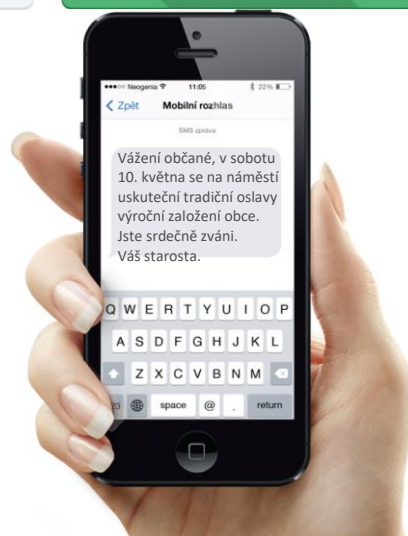 Neogenia 11:05 22%
Zpět Mobilní rozhlas
SMS zpráva
Vážení občané, v sobotu
10. května se na náměstí
uskuteční tradiční oslavy
výroční založení obce.
Jste srdečně zváni.
Váš starosta.
Q W E R T Y U I O P
A S D F G H J K L
Z X C V B N M
23 space @ . return